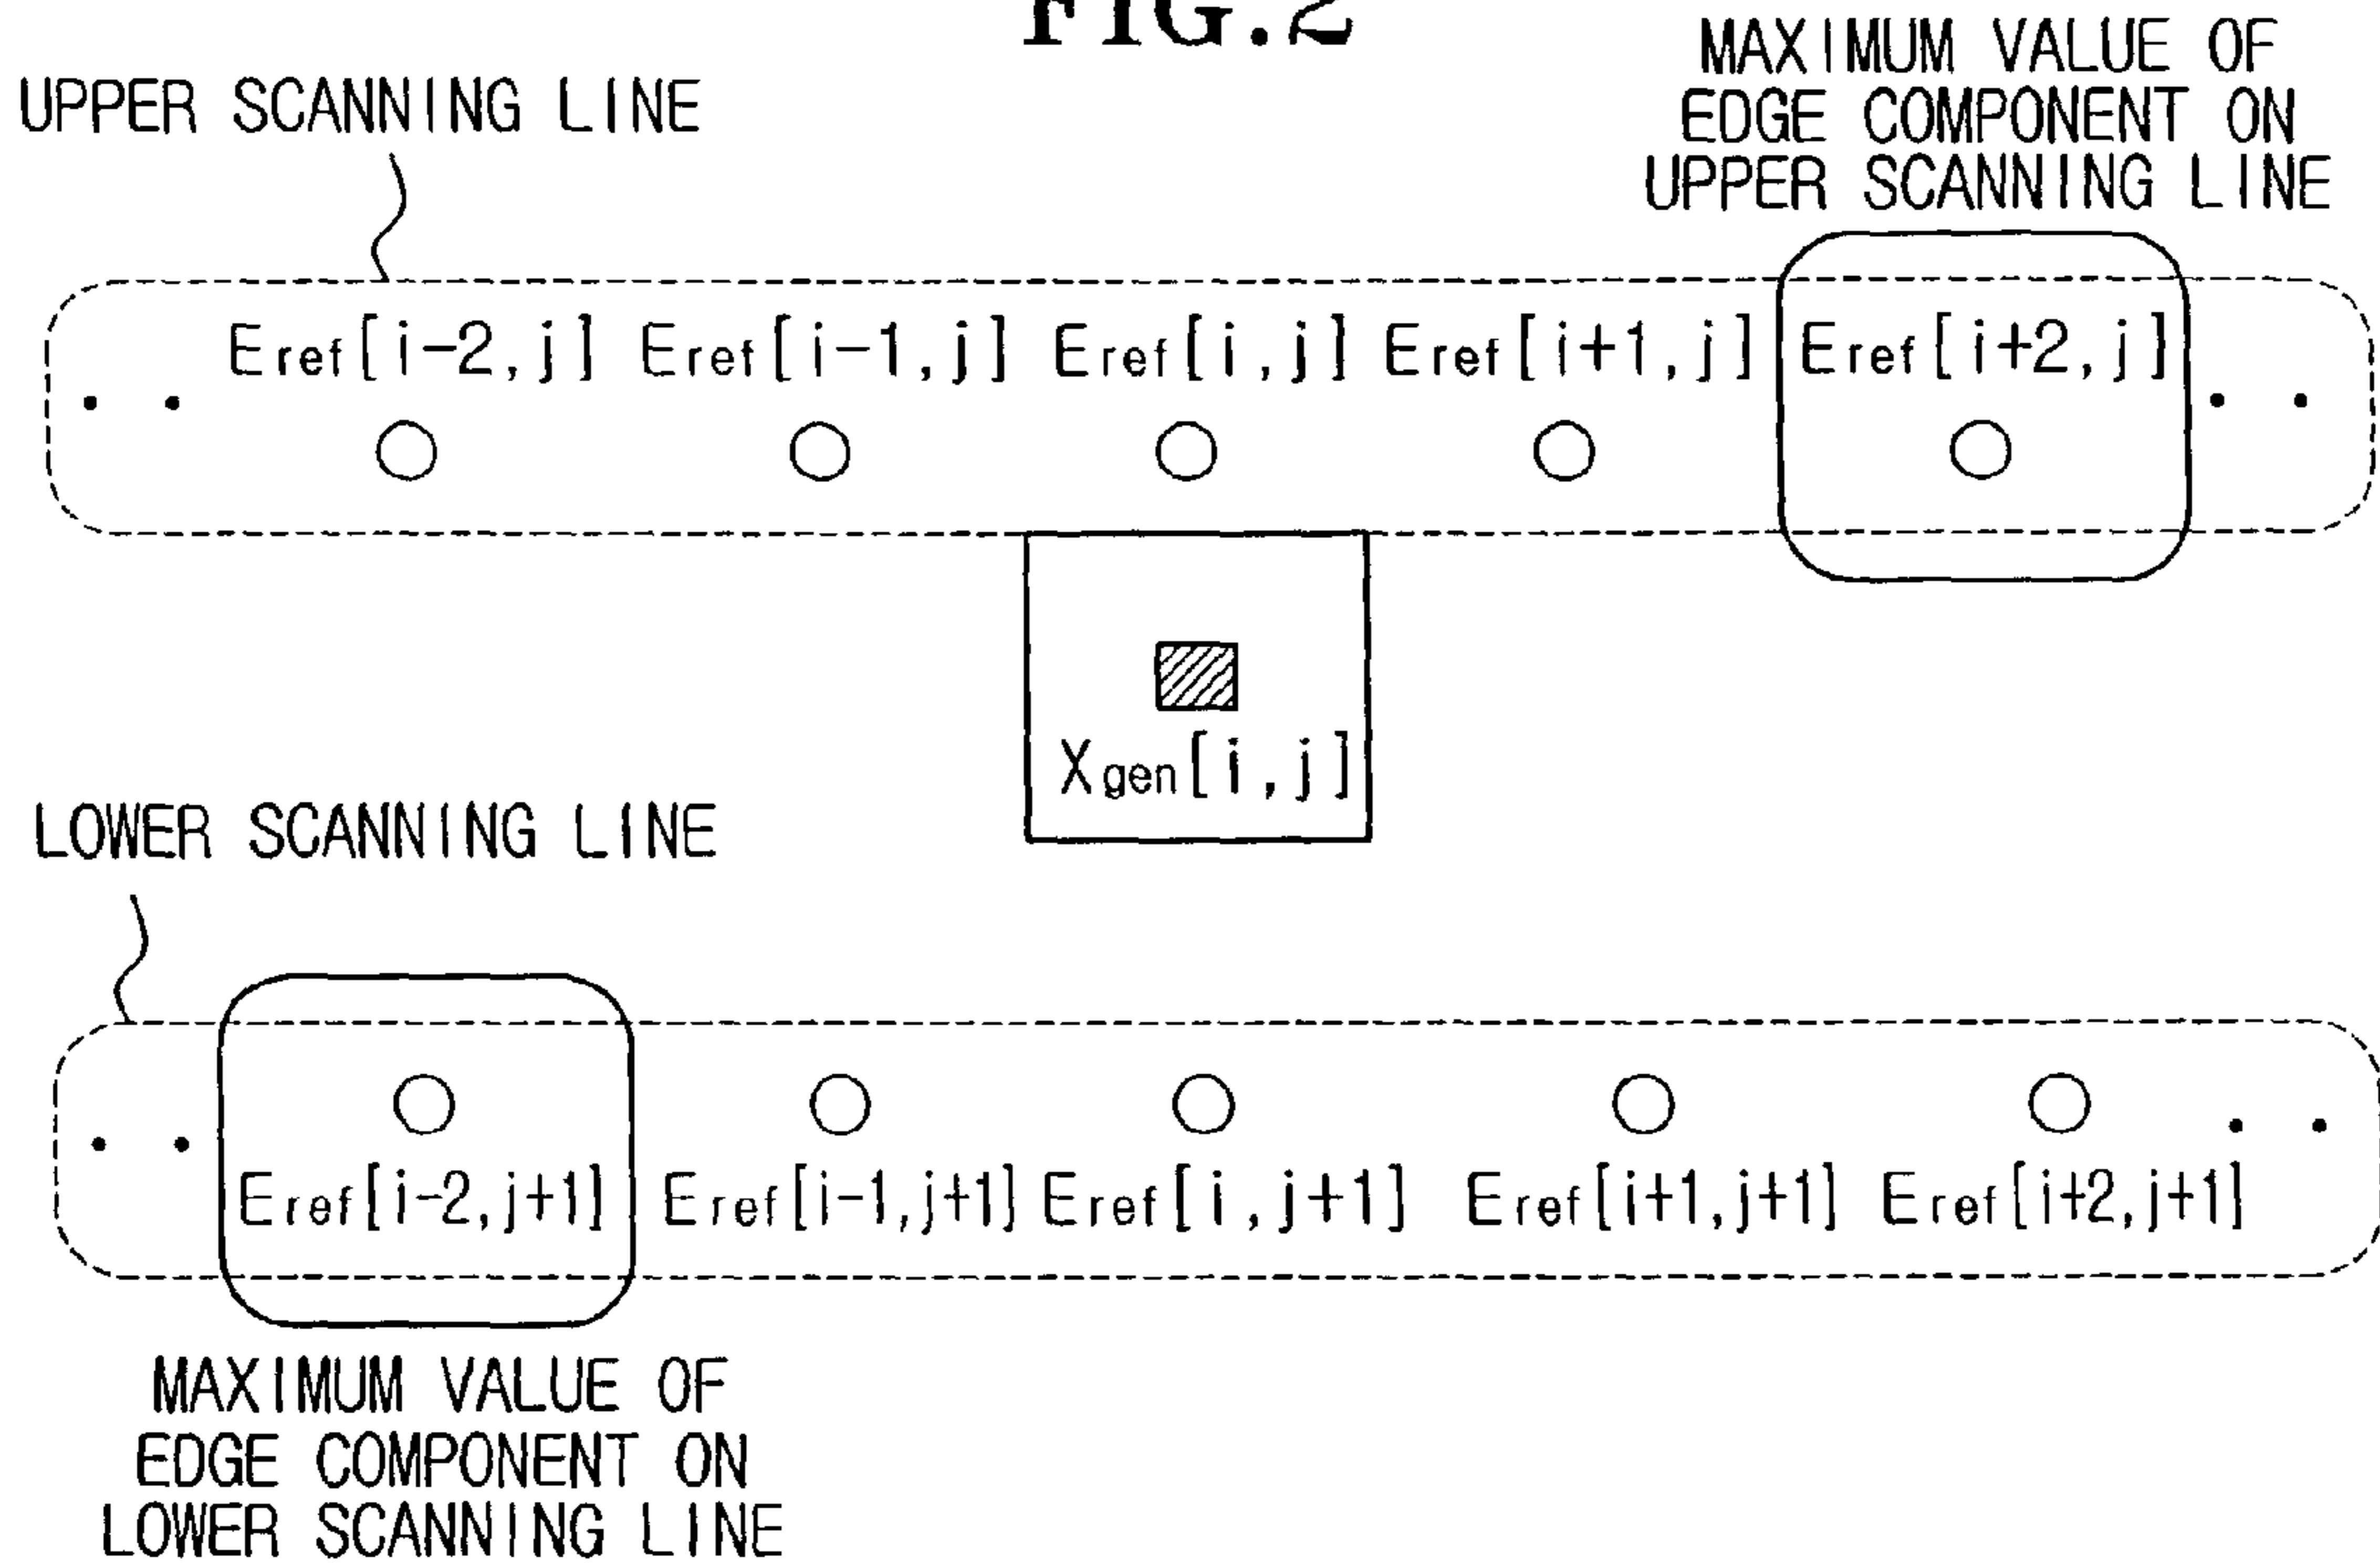 FIG.2
UPPER SCANNING LINE
MAXIMUM VALUE OF
EDGE COMPONENT ON
UPPER SCANNING LINE
Eref[i-2,j] Eref[i-1,j] Eref[i,j] Eref[i+1,j] Eref[i+2,j]
Xgen[i,j]
LOWER SCANNING LINE
Eref[i-2,j+1] Eref[i-1,j+1] Eref[i,j+1] Eref[i+1,j+1] Eref[i+2,j+1]
MAXIMUM VALUE OF
EDGE COMPONENT ON
LOWER SCANNING LINE